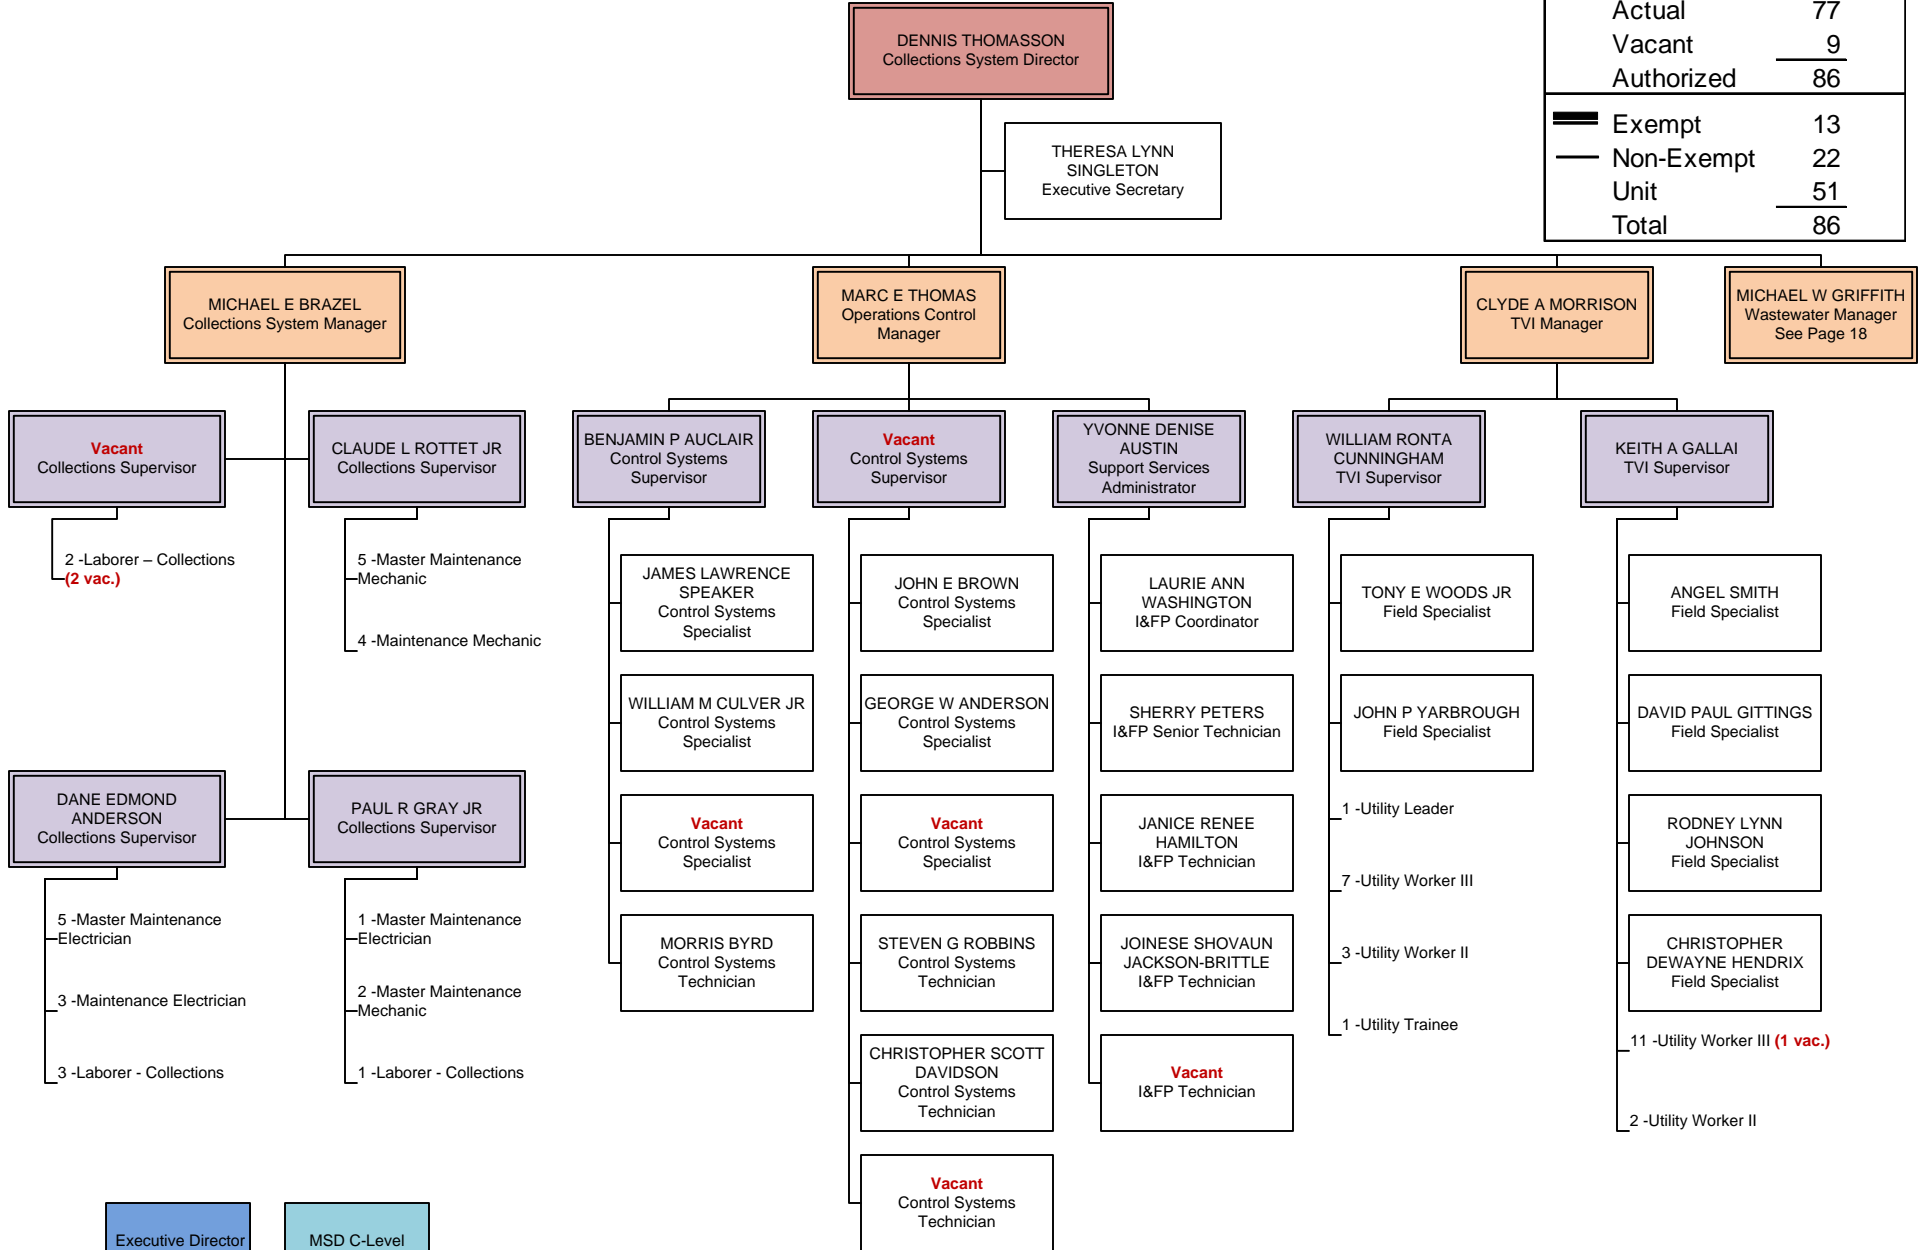 DENNIS THOMASSON
Collections System Director
Actual 77
Vacant 9
Authorized 86
Exempt 13
Non-Exempt 22
Unit 51
Total 86
THERESA LYNN
SINGLETON
Executive Secretary
MICHAEL E BRAZEL
Collections System Manager
MARC E THOMAS
Operations Control
Manager
CLYDE A MORRISON
TVI Manager
MICHAEL W GRIFFITH
Wastewater Manager
See Page 18
Vacant
Collections Supervisor
CLAUDE L ROTTET JR
Collections Supervisor
BENJAMIN P AUCLAIR
Control Systems
Supervisor
Vacant
Control Systems
Supervisor
YVONNE DENISE
AUSTIN
Support Services
Administrator
WILLIAM RONTA
CUNNINGHAM
TVI Supervisor
KEITH A GALLAI
TVI Supervisor
2 -Laborer – Collections
(2 vac.)
5 -Master Maintenance
Mechanic
4 -Maintenance Mechanic
DANE EDMOND
ANDERSON
Collections Supervisor
PAUL R GRAY JR
Collections Supervisor
5 -Master Maintenance
Electrician
3 -Maintenance Electrician
3 -Laborer - Collections
1 -Master Maintenance
Electrician
2 -Master Maintenance
Mechanic
1 -Laborer - Collections
JAMES LAWRENCE
SPEAKER
Control Systems
Specialist
WILLIAM M CULVER JR
Control Systems
Specialist
Vacant
Control Systems
Specialist
MORRIS BYRD
Control Systems
Technician
JOHN E BROWN
Control Systems
Specialist
GEORGE W ANDERSON
Control Systems
Specialist
Vacant
Control Systems
Specialist
STEVEN G ROBBINS
Control Systems
Technician
CHRISTOPHER SCOTT
DAVIDSON
Control Systems
Technician
Vacant
Control Systems
Technician
LAURIE ANN
WASHINGTON
I&FP Coordinator
SHERRY PETERS
I&FP Senior Technician
JANICE RENEE
HAMILTON
I&FP Technician
JOINESE SHOVAUN
JACKSON-BRITTLE
I&FP Technician
Vacant
I&FP Technician
TONY E WOODS JR
Field Specialist
JOHN P YARBROUGH
Field Specialist
1 -Utility Leader
7 -Utility Worker III
3 -Utility Worker II
1 -Utility Trainee
ANGEL SMITH
Field Specialist
DAVID PAUL GITTINGS
Field Specialist
RODNEY LYNN
JOHNSON
Field Specialist
CHRISTOPHER
DEWAYNE HENDRIX
Field Specialist
11 -Utility Worker III (1 vac.)
2 -Utility Worker II
Executive Director
MSD C-Level